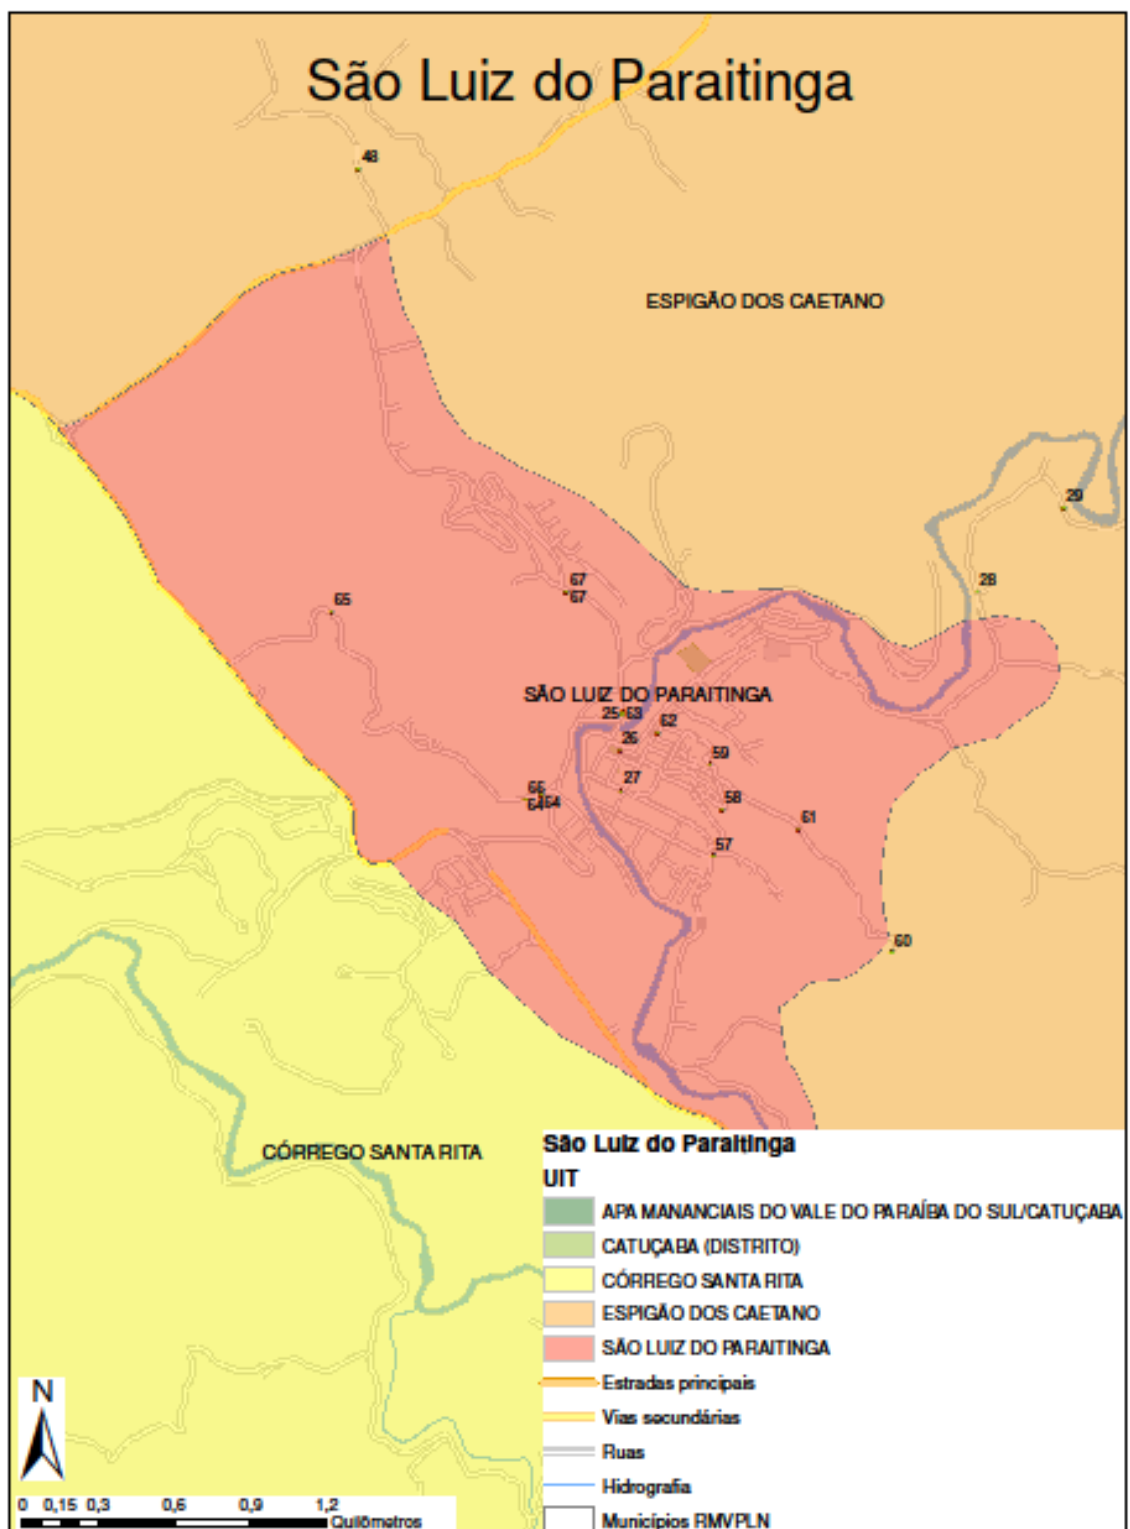 São Luiz do Paraitinga
48
ESPIGÃO DOS CAETANO
29
28
67
67
65
SÃO LUIZ DO PARAITINGA
25 63
62
26
59
27
58
64
61
57
60
CÓRREGO SANTA RITA
São Luiz do Paraitinga
UIT
APA MANANCIAIS DO VALE DO PARAÍBA DO SUL/CATUÇABA
CATUÇABA (DISTRITO)
CÓRREGO SANTA RITA
ESPIGÃO DOS CAETANO
SÃO LUIZ DO PARAITINGA
Estradas principais
Vias secundárias
Ruas
Hidrografia
Municípios RMVPLN
N
0 0,15 0,3 0,6 0,9 1,2
Quilômetros